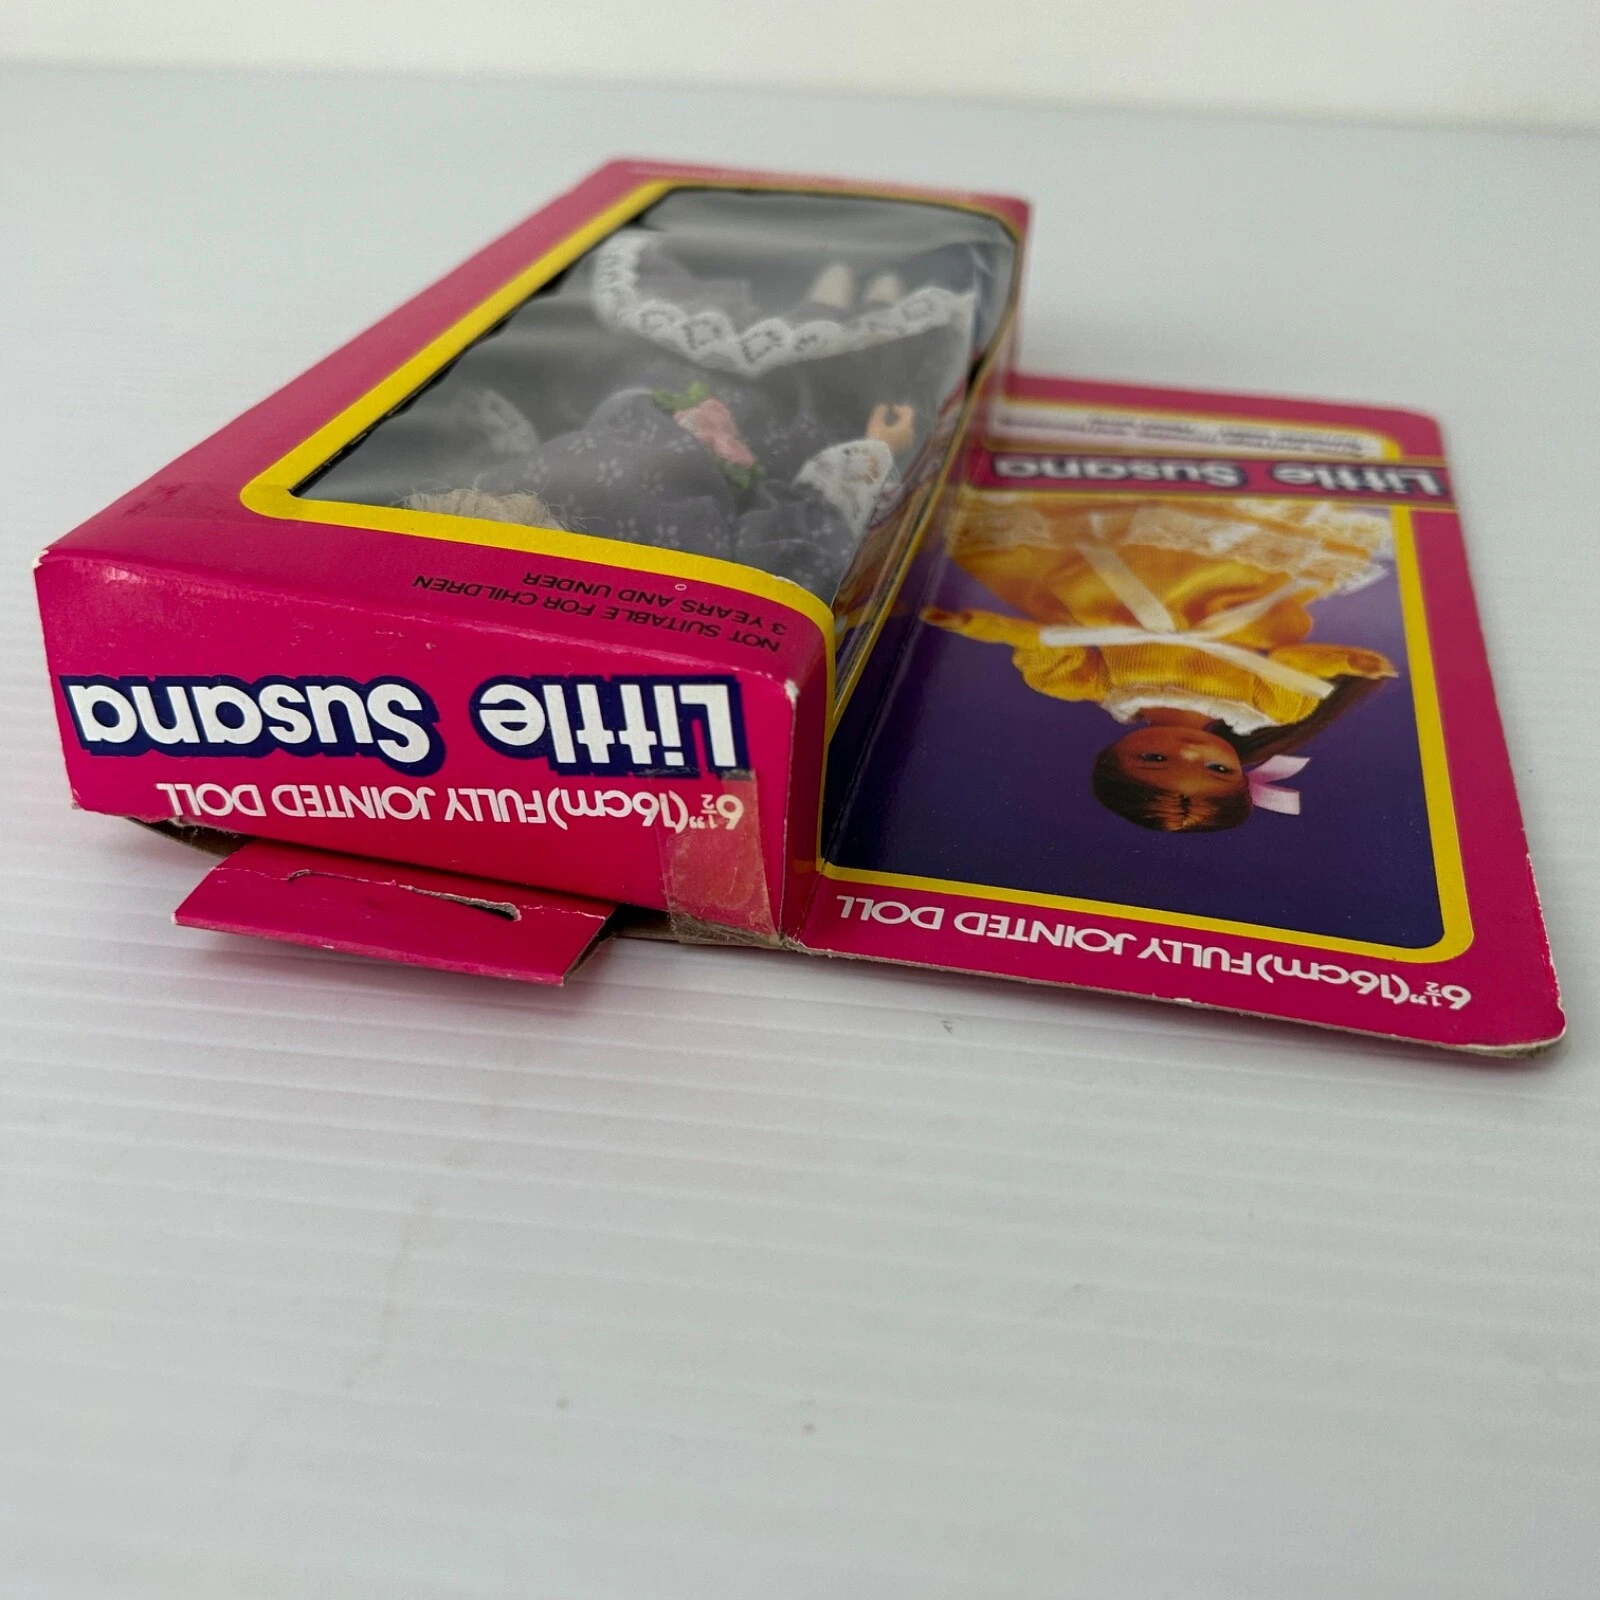 NOT SUITABLE FOR CHILDREN
3 YEARS AND UNDER
Little Susana
6½"(16cm) FULLY JOINTED DOLL
6½"(16cm) FULLY JOINTED DOLL
Little Susana